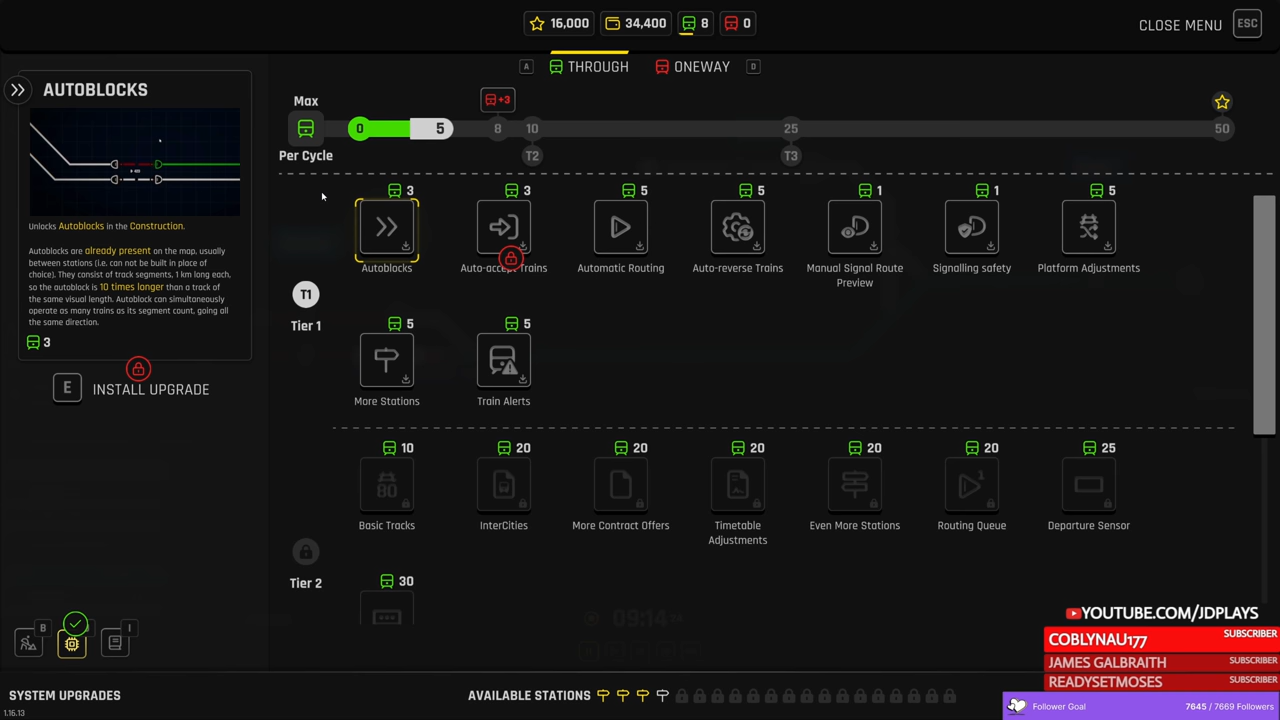 16,000
34,400
8
0
CLOSE MENU
ESC
AUTOBLOCKS
A
THROUGH
ONEWAY
D
Max
Per Cycle
0
5
+3
8
10
25
50
T2
T3
Unlocks Autoblocks in the Construction.
Autoblocks are already present on the map, usually
between stations (i.e. can not be built in place of
choice). They consist of track segments, 1 km long each,
so the autoblock is 10 times longer than a track of
the same visual length. Autoblock can simultaneously
operate as many trains as its segment count, going all
the same direction.
3
E
INSTALL UPGRADE
T1
Tier 1
3
Autoblocks
3
Auto-accept Trains
5
Automatic Routing
5
Auto-reverse Trains
1
Manual Signal Route
Preview
1
Signalling safety
5
Platform Adjustments
5
More Stations
5
Train Alerts
Tier 2
10
80
Basic Tracks
20
InterCities
20
More Contract Offers
20
Timetable
Adjustments
20
Even More Stations
20
1
Routing Queue
25
Departure Sensor
30
09:14
B
I
SYSTEM UPGRADES
1.16.13
AVAILABLE STATIONS
YOUTUBE.COM/JDPLAYS
COBLYNAU177
SUBSCRIBER
JAMES GALBRAITH
SUBSCRIBER
READYSETMOSES
SUBSCRIBER
Follower Goal
7645 / 7669 Followers